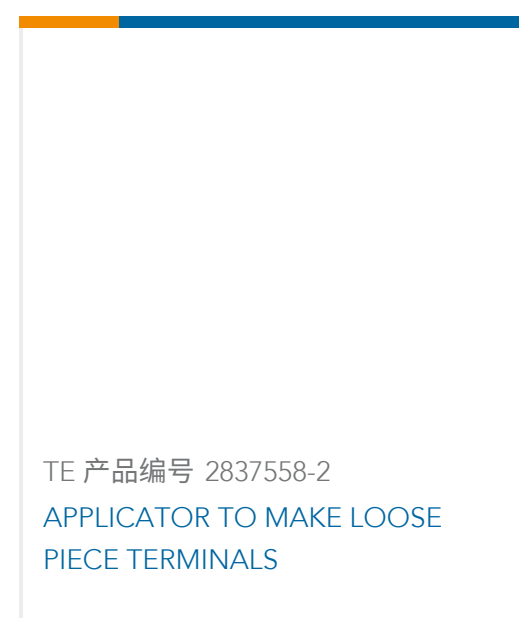 TE 产品编号 2837558-2
APPLICATOR TO MAKE LOOSE
PIECE TERMINALS